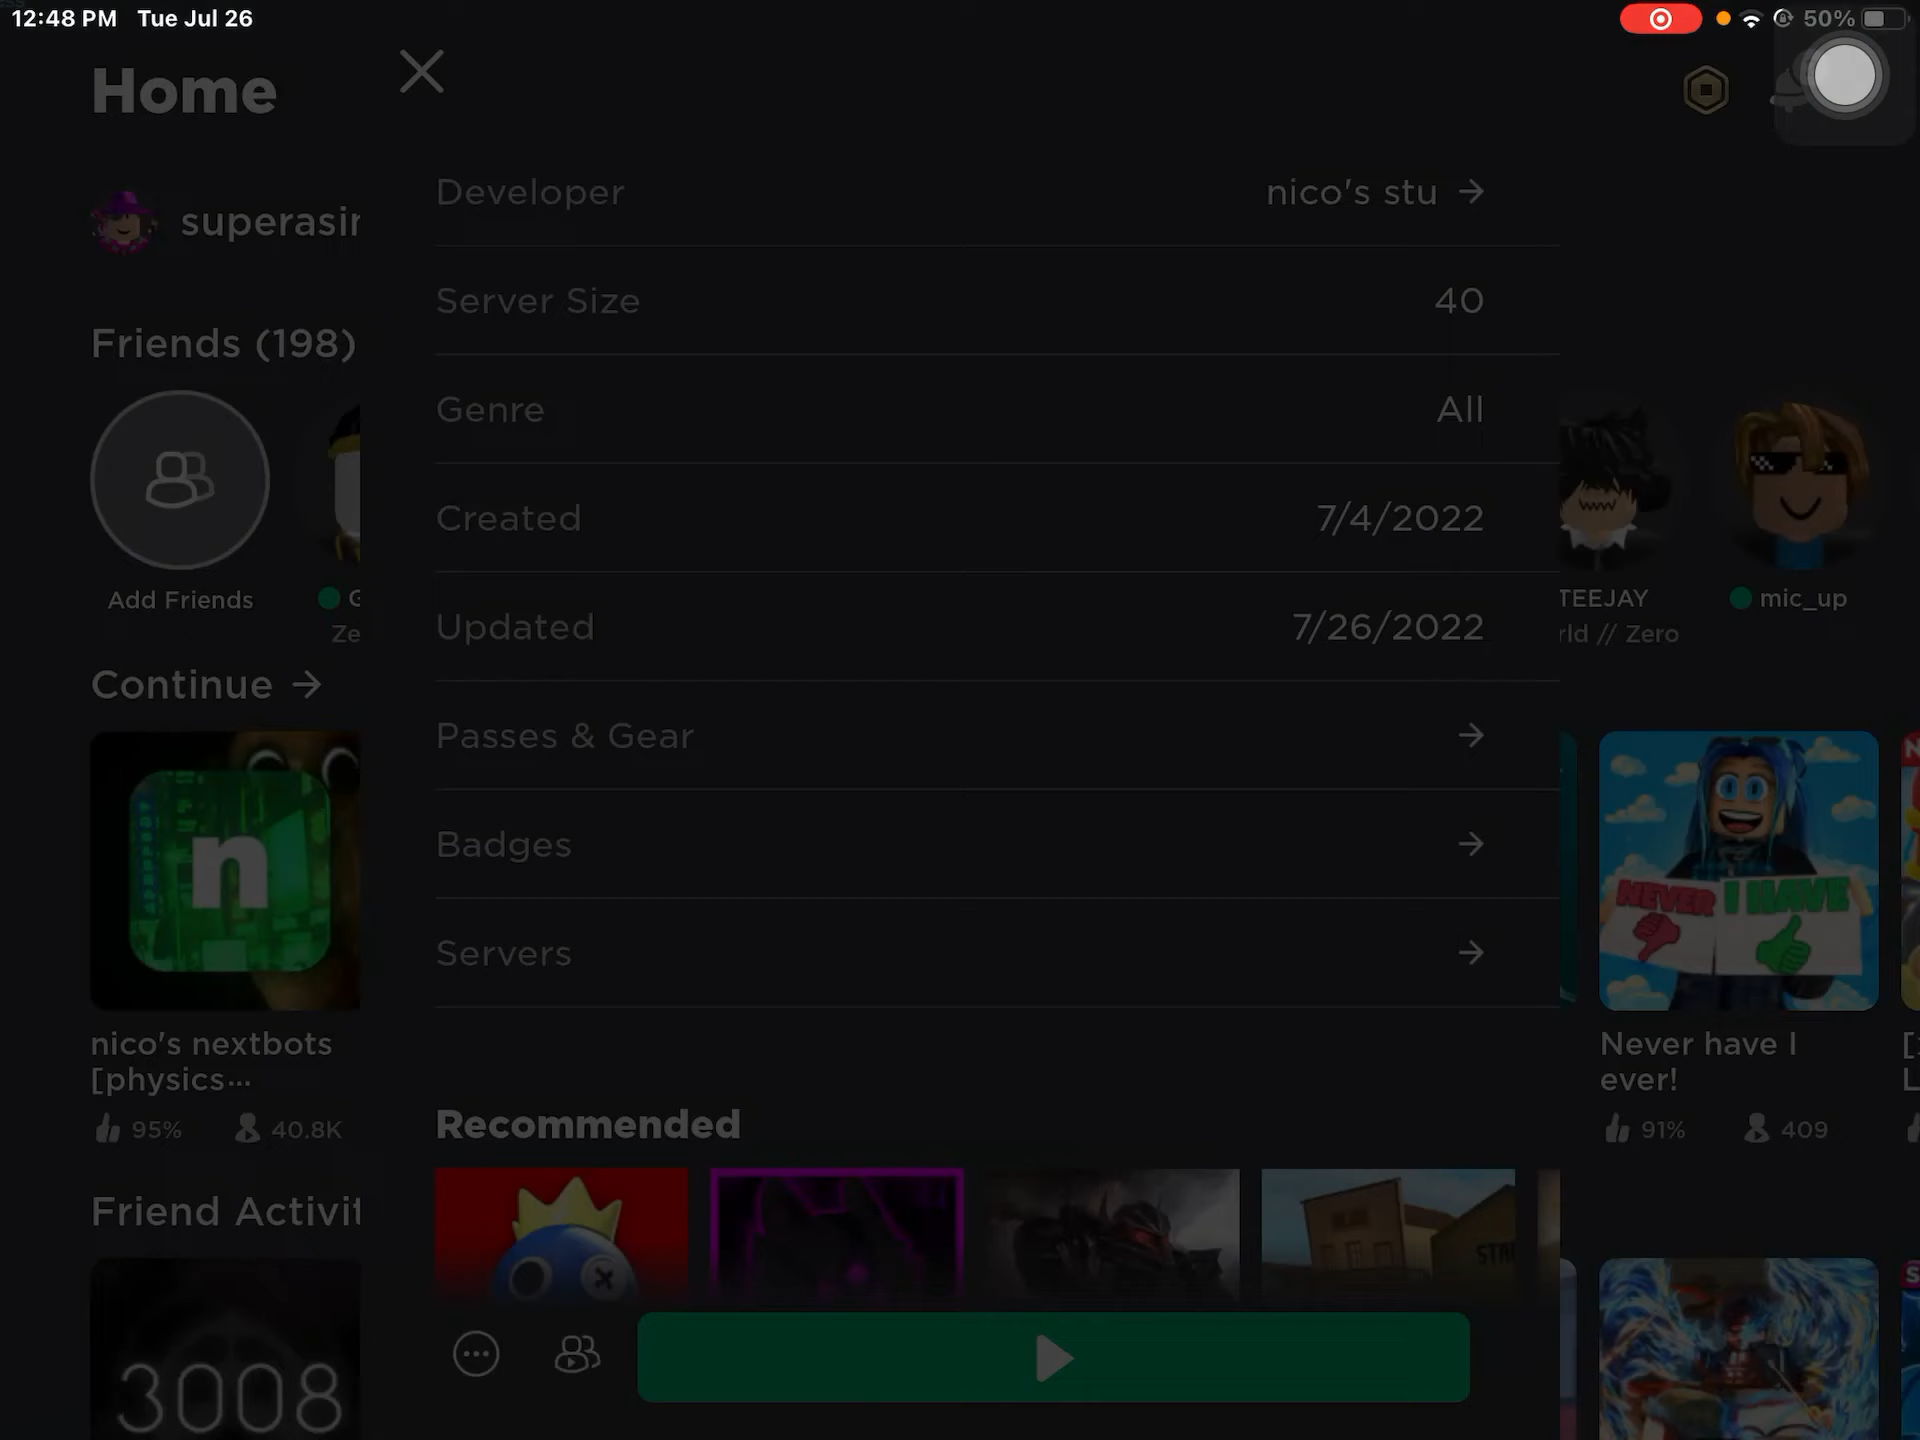 12:48 PM Tue Jul 26
50%
Home
superasir
Friends (198)
Add Friends
Ze
TEEJAY
rld // Zero
mic_up
Continue →
n
nico's nextbots
[physics...
95% 40.8K
Friend Activit
3008
Developer nico's stu →
Server Size 40
Genre All
Created 7/4/2022
Updated 7/26/2022
Passes & Gear →
Badges →
Servers →
Recommended
NEVER I HAVE
Never have I
ever!
91% 409